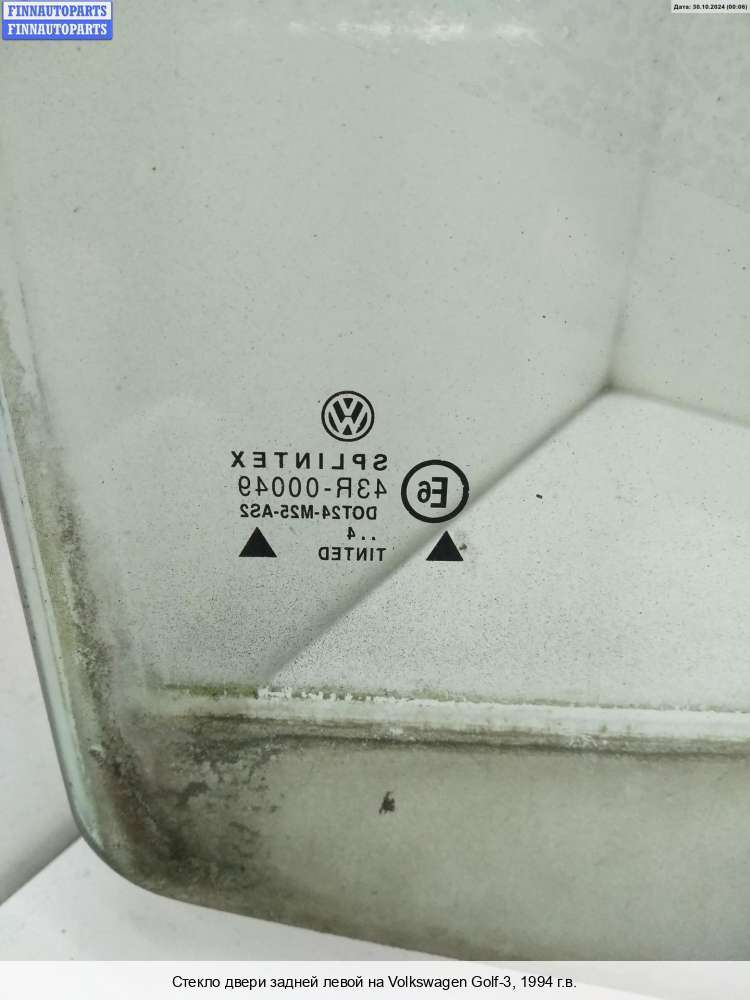 FINNAUTOPARTS
FINNAUTOPARTS
Дата: 30.10.2024 (00:06)
SPLINTEX
43R-00049
E6
DOT24-M25-AS2
..4
TINTED
Стекло двери задней левой на Volkswagen Golf-3, 1994 г.в.